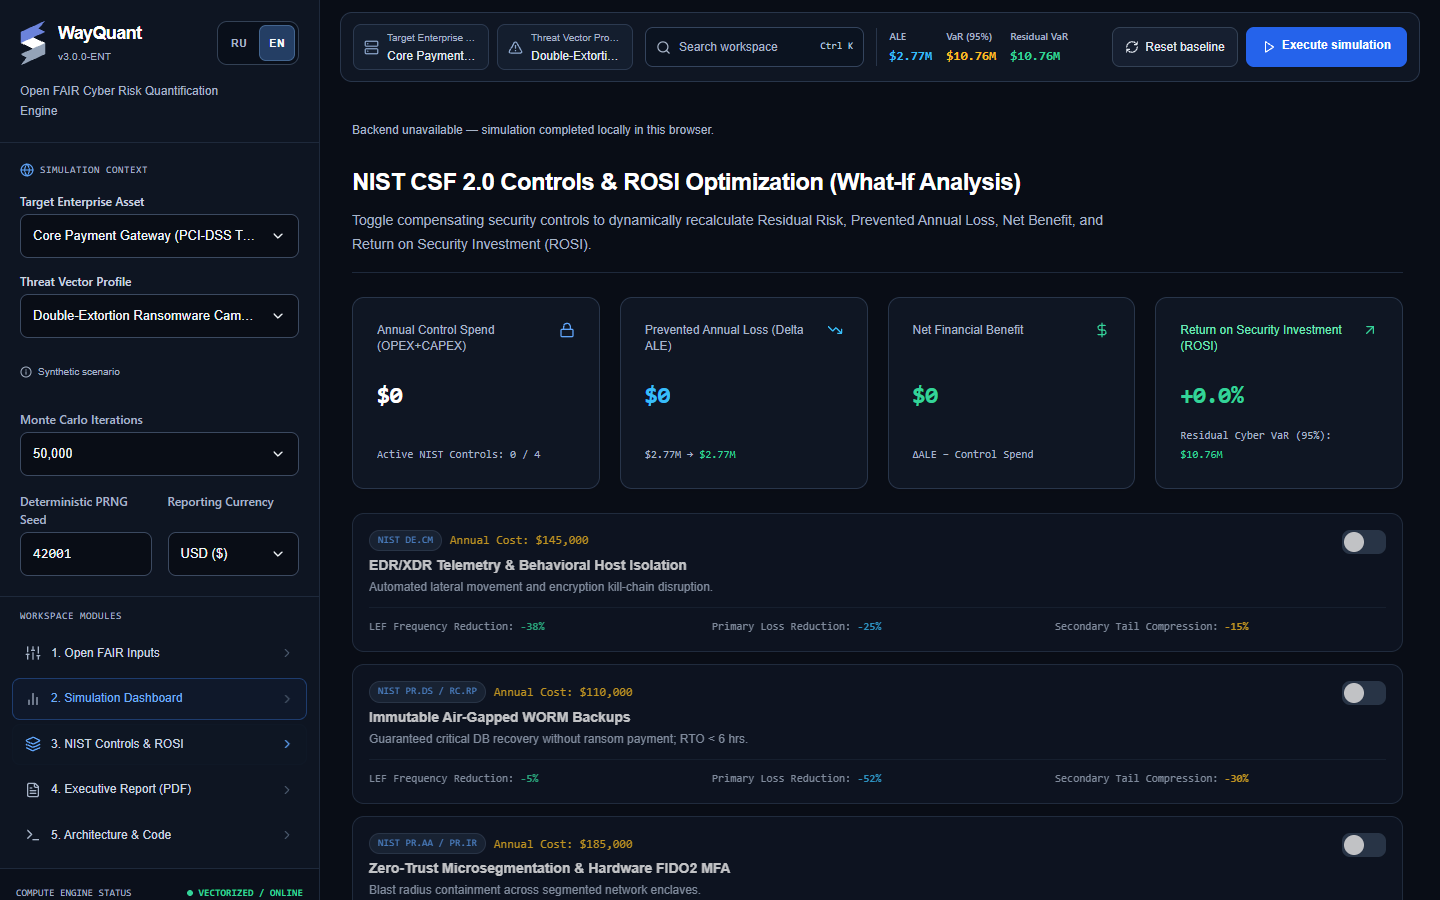 WayQuant
v3.0.0-ENT
RU EN
Open FAIR Cyber Risk Quantification
Engine
SIMULATION CONTEXT
Target Enterprise Asset
Core Payment Gateway (PCI-DSS T...
Threat Vector Profile
Double-Extortion Ransomware Cam...
Synthetic scenario
Monte Carlo Iterations
50,000
Deterministic PRNG
Seed
Reporting Currency
42001
USD ($)
WORKSPACE MODULES
1. Open FAIR Inputs
2. Simulation Dashboard
3. NIST Controls & ROSI
4. Executive Report (PDF)
5. Architecture & Code
COMPUTE ENGINE STATUS
VECTORIZED / ONLINE
Target Enterprise ...
Core Payment...
Threat Vector Pro...
Double-Extorti...
Search workspace
Ctrl K
ALE
$2.77M
VaR (95%)
$10.76M
Residual VaR
$10.76M
Reset baseline
Execute simulation
Backend unavailable — simulation completed locally in this browser.
NIST CSF 2.0 Controls & ROSI Optimization (What-If Analysis)
Toggle compensating security controls to dynamically recalculate Residual Risk, Prevented Annual Loss, Net Benefit, and
Return on Security Investment (ROSI).
Annual Control Spend
(OPEX+CAPEX)
$0
Active NIST Controls: 0 / 4
Prevented Annual Loss (Delta
ALE)
$0
$2.77M → $2.77M
Net Financial Benefit
$0
ΔALE − Control Spend
Return on Security Investment
(ROSI)
+0.0%
Residual Cyber VaR (95%):
$10.76M
NIST DE.CM
Annual Cost: $145,000
EDR/XDR Telemetry & Behavioral Host Isolation
Automated lateral movement and encryption kill-chain disruption.
LEF Frequency Reduction: -38%
Primary Loss Reduction: -25%
Secondary Tail Compression: -15%
NIST PR.DS / RC.RP
Annual Cost: $110,000
Immutable Air-Gapped WORM Backups
Guaranteed critical DB recovery without ransom payment; RTO < 6 hrs.
LEF Frequency Reduction: -5%
Primary Loss Reduction: -52%
Secondary Tail Compression: -30%
NIST PR.AA / PR.IR
Annual Cost: $185,000
Zero-Trust Microsegmentation & Hardware FIDO2 MFA
Blast radius containment across segmented network enclaves.